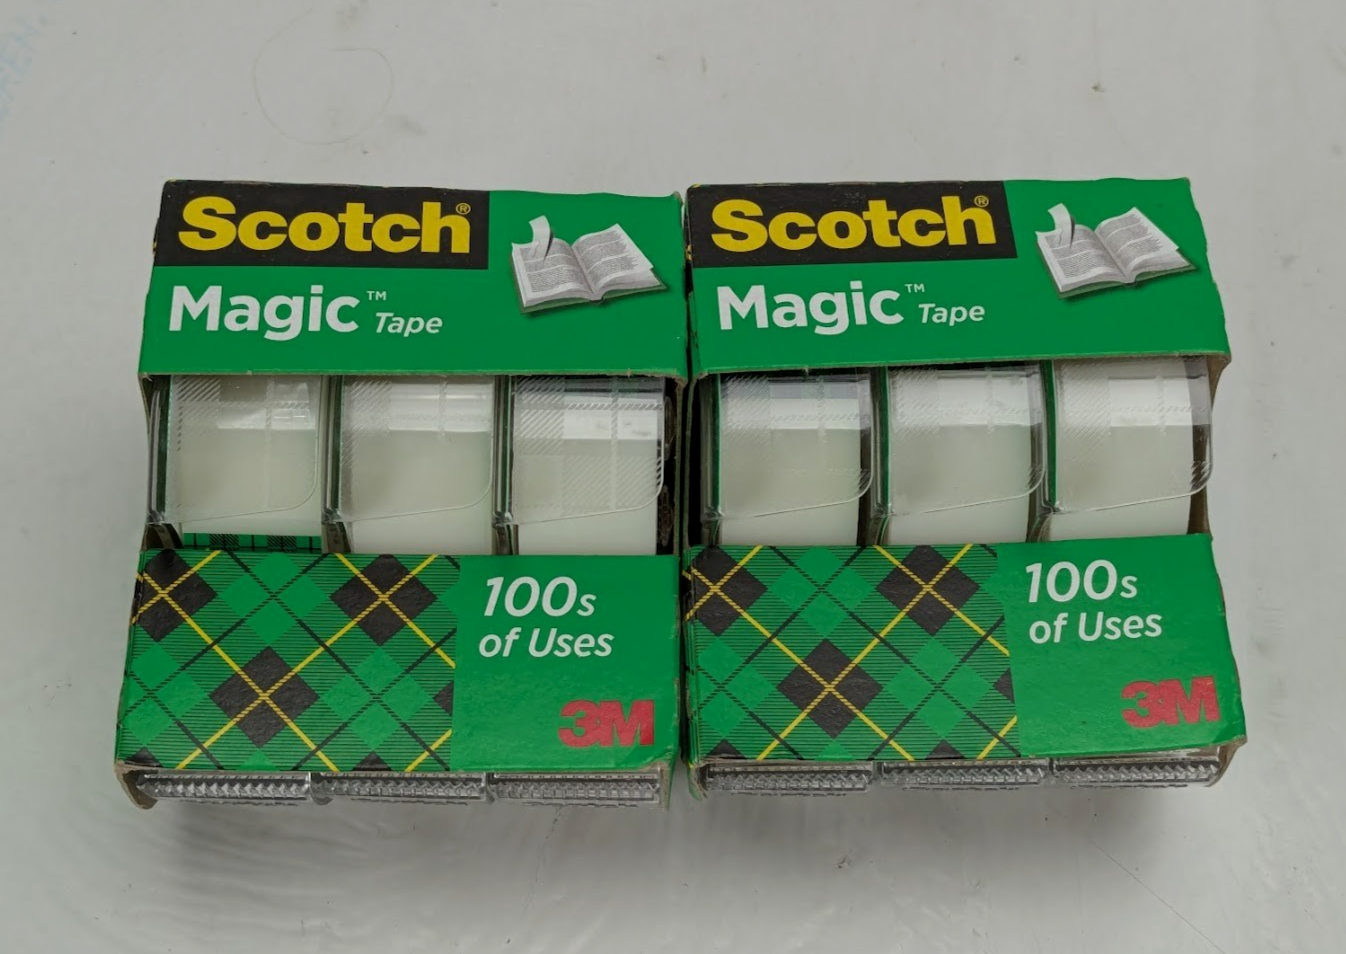 Scotch®
Magic™ Tape
100s
of Uses
3M
Scotch®
Magic™ Tape
100s
of Uses
3M